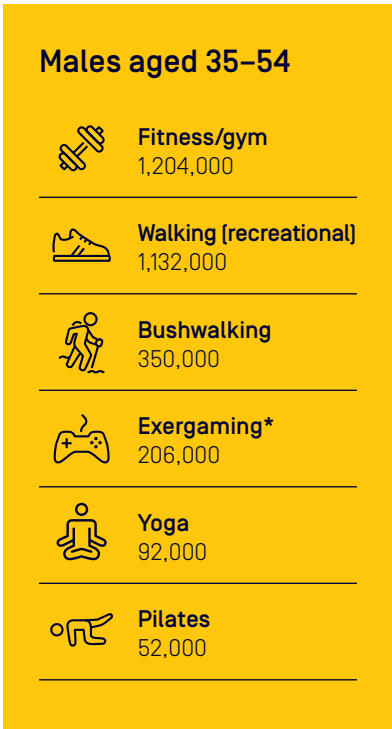 Males aged 35–54
Fitness/gym
1,204,000
Walking (recreational)
1,132,000
Bushwalking
350,000
Exergaming*
206,000
Yoga
92,000
Pilates
52,000